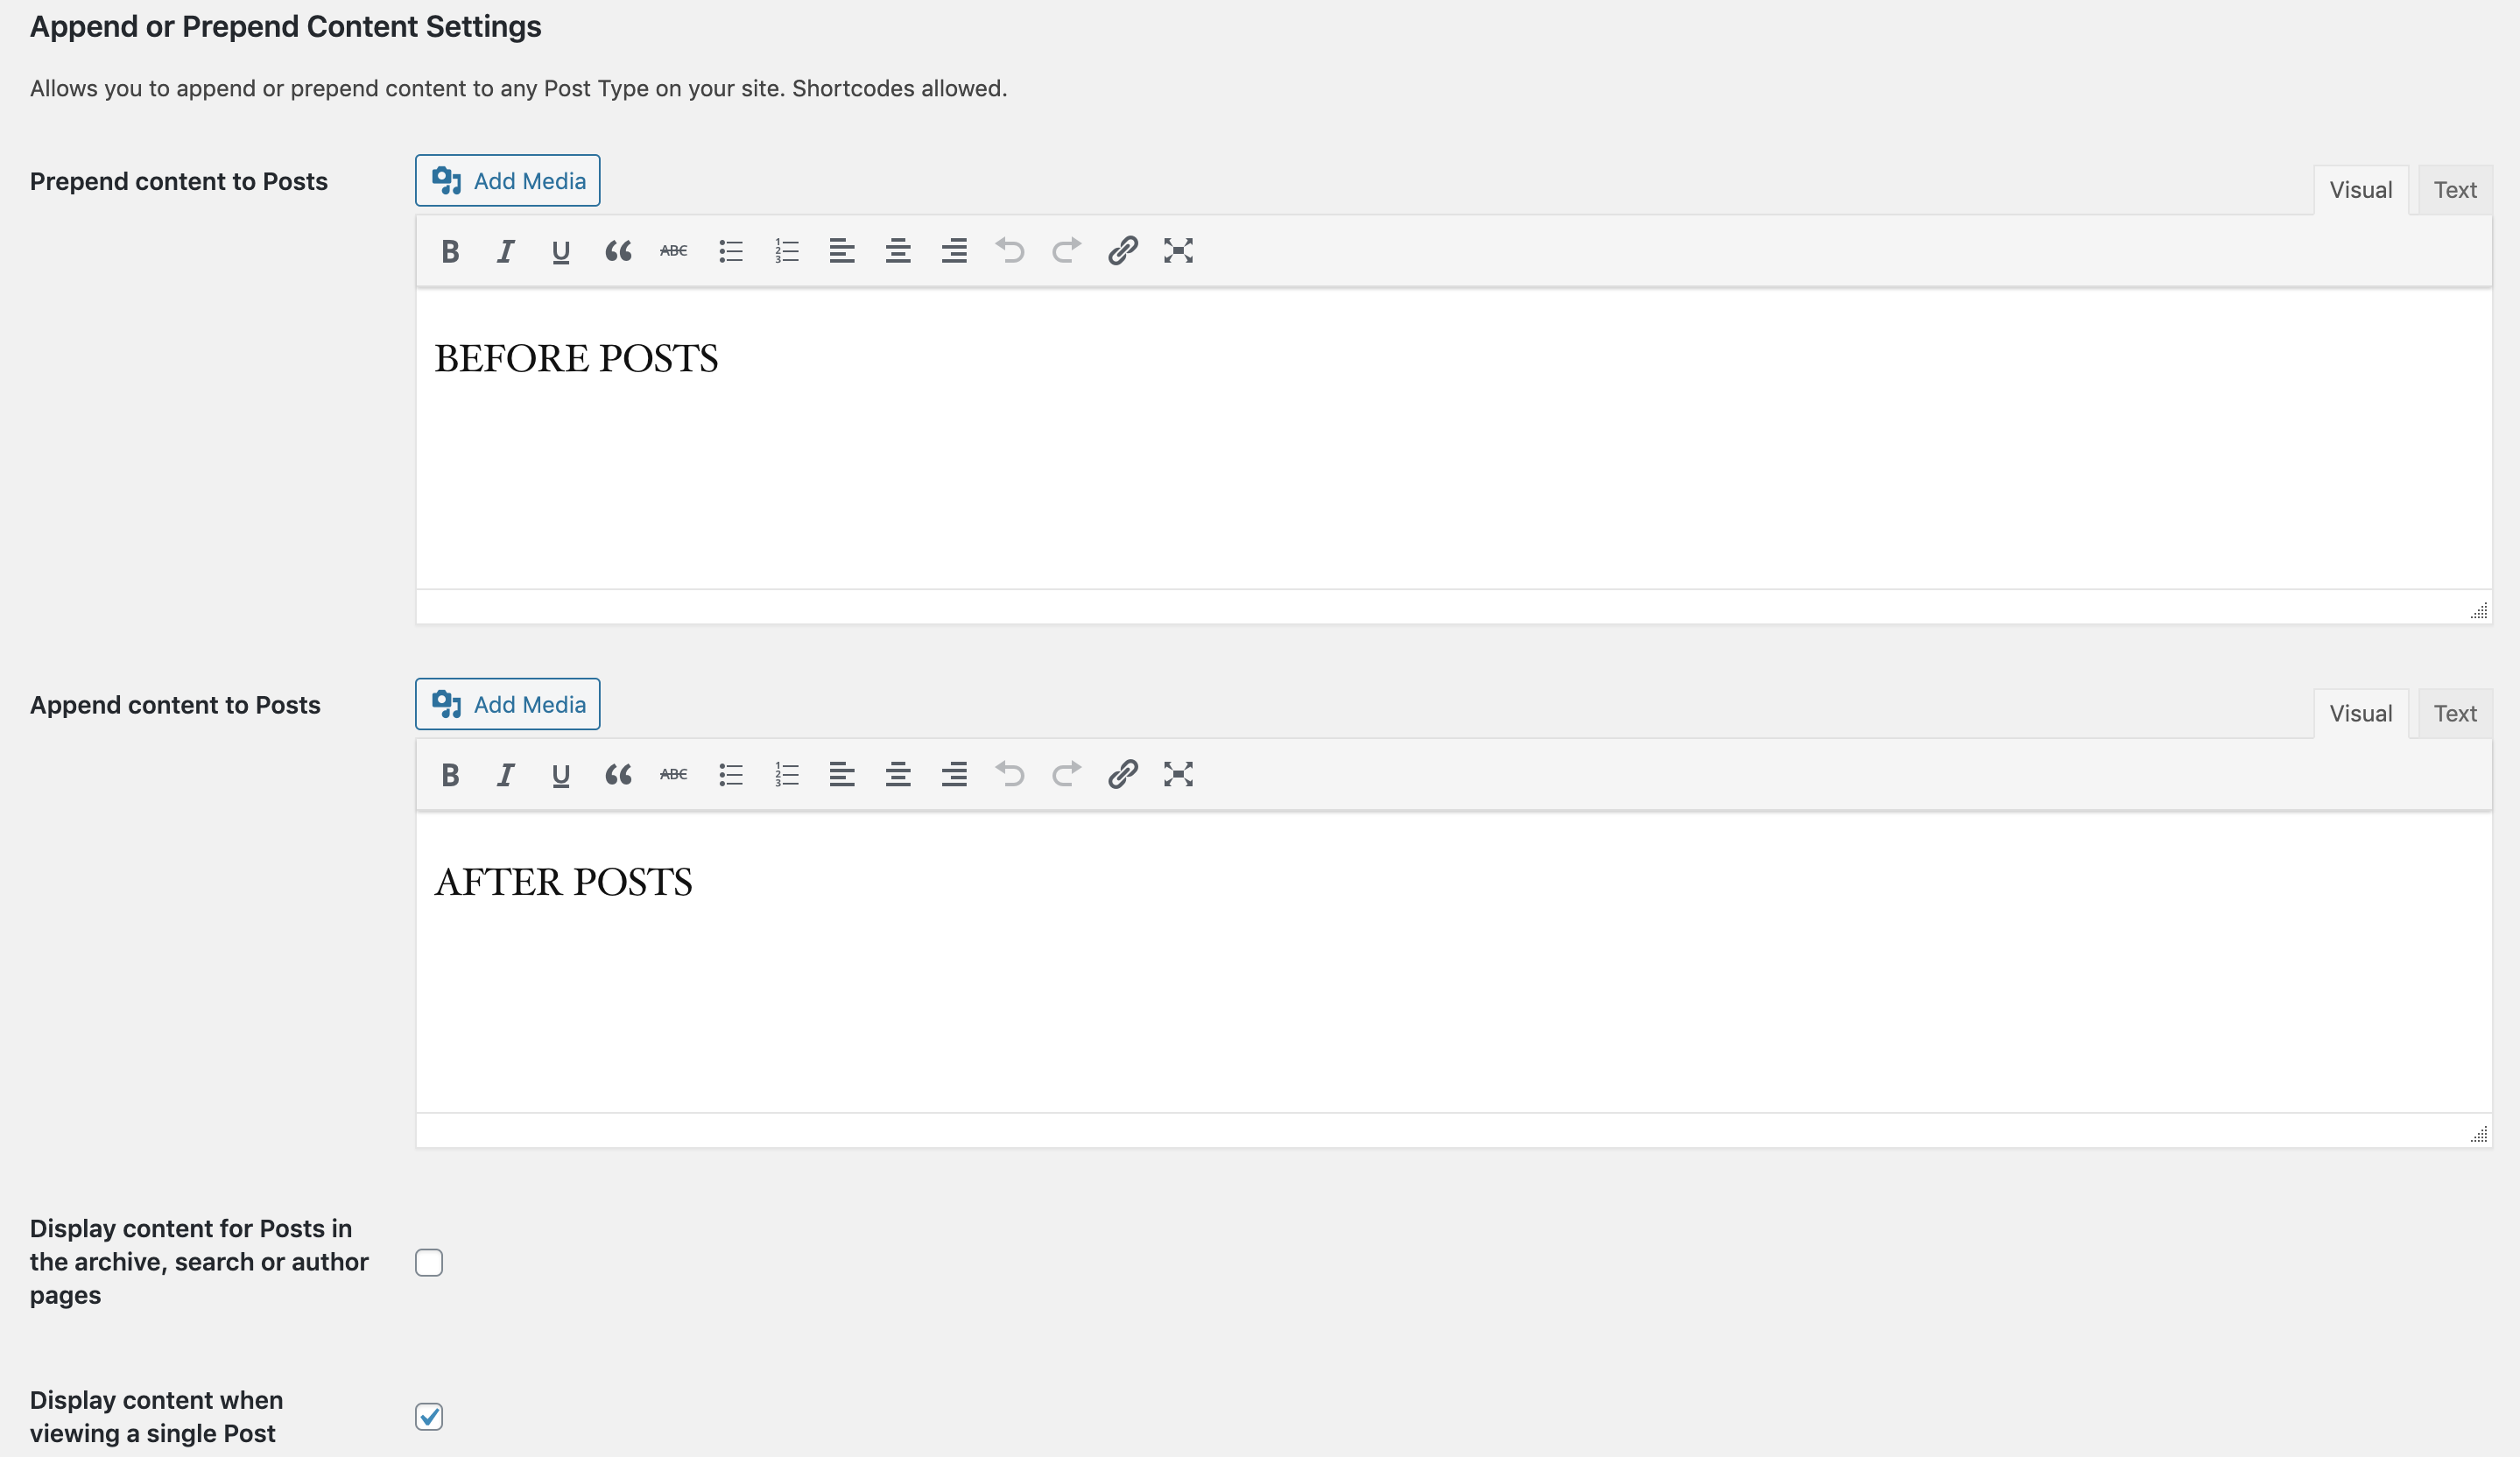 Append or Prepend Content Settings
Allows you to append or prepend content to any Post Type on your site. Shortcodes allowed.
Prepend content to Posts
Add Media
Visual Text
B I U ABC
BEFORE POSTS
Append content to Posts
Add Media
Visual Text
B I U ABC
AFTER POSTS
Display content for Posts in
the archive, search or author
pages
Display content when
viewing a single Post